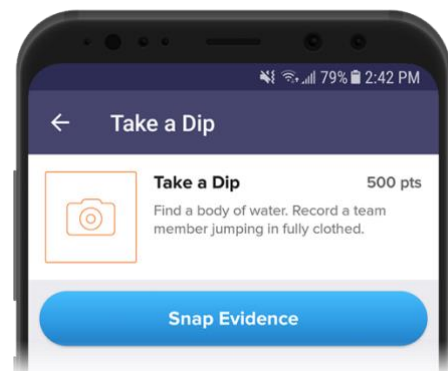 79% 2:42 PM
Take a Dip
Take a Dip 500 pts
Find a body of water. Record a team
member jumping in fully clothed.
Snap Evidence